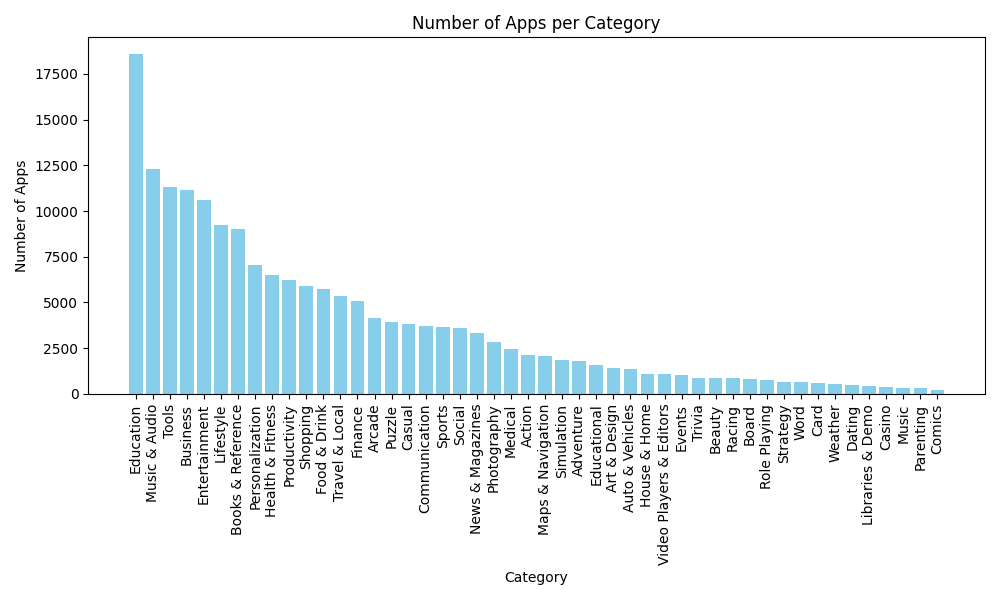 Number of Apps per Category
Number of Apps
17500
15000
12500
10000
7500
5000
2500
0
Education
Music & Audio
Tools
Business
Entertainment
Lifestyle
Books & Reference
Personalization
Health & Fitness
Productivity
Shopping
Food & Drink
Travel & Local
Finance
Arcade
Puzzle
Casual
Communication
Sports
Social
News & Magazines
Photography
Medical
Action
Maps & Navigation
Simulation
Adventure
Educational
Art & Design
Auto & Vehicles
House & Home
Video Players & Editors
Events
Trivia
Beauty
Racing
Board
Role Playing
Strategy
Word
Card
Weather
Dating
Libraries & Demo
Casino
Music
Parenting
Comics
Category